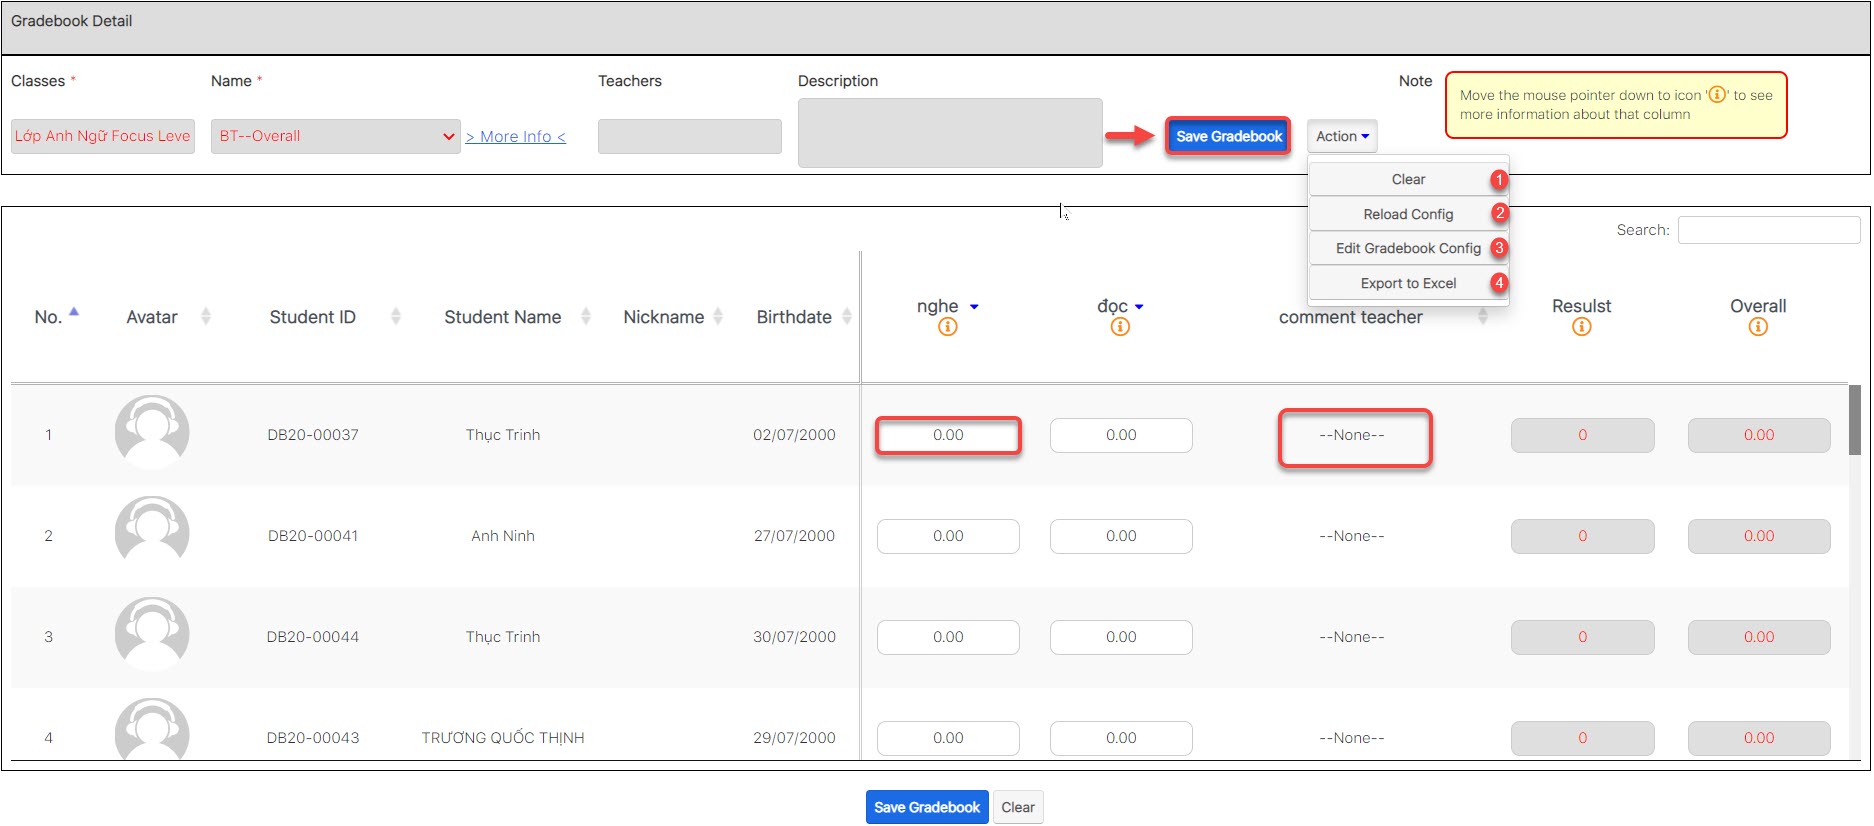 Gradebook Detail
Classes *
Name *
Teachers
Description
Note
Move the mouse pointer down to icon '' to see
more information about that column
Lớp Anh Ngữ Focus Leve
BT--Overall
> More Info <
Save Gradebook
Action
Clear 1
Reload Config 2
Edit Gradebook Config 3
Export to Excel 4
Search:
No. Avatar Student ID Student Name Nickname Birthdate nghe đọc comment teacher Resulst Overall
1 DB20-00037 Thục Trinh 02/07/2000 0.00 0.00 --None-- 0 0.00
2 DB20-00041 Anh Ninh 27/07/2000 0.00 0.00 --None-- 0 0.00
3 DB20-00044 Thục Trinh 30/07/2000 0.00 0.00 --None-- 0 0.00
4 DB20-00043 TRƯƠNG QUỐC THỊNH 29/07/2000 0.00 0.00 --None-- 0 0.00
Save Gradebook Clear